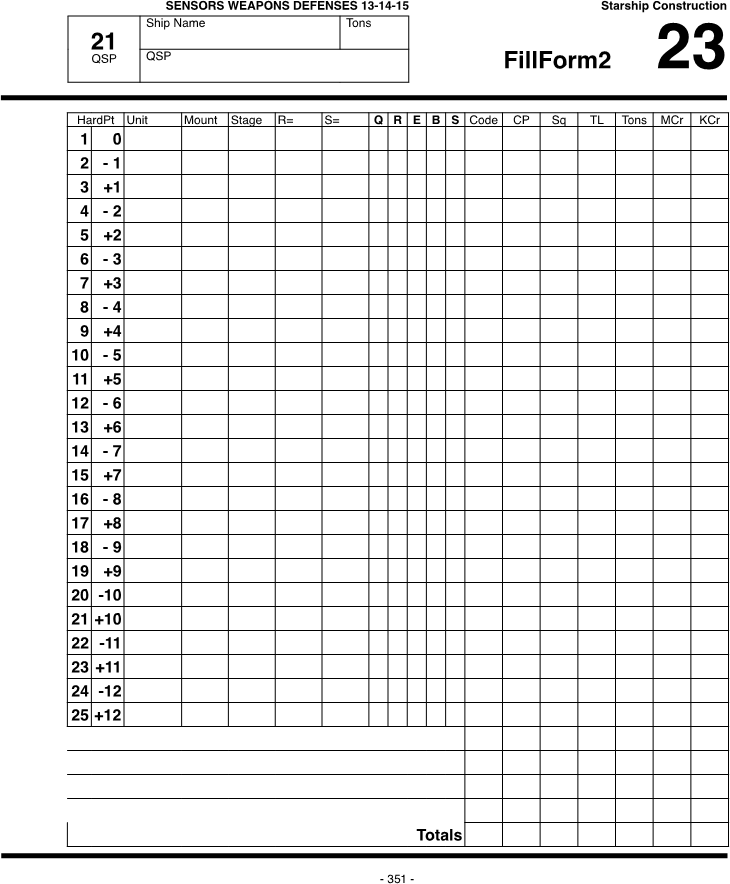 SENSORS WEAPONS DEFENSES 13-14-15
Starship Construction
21
QSP
Ship Name
Tons
QSP
FillForm2
23
HardPt Unit Mount Stage R= S= Q R E B S Code CP Sq TL Tons MCr KCr
1 0
2 - 1
3 +1
4 - 2
5 +2
6 - 3
7 +3
8 - 4
9 +4
10 - 5
11 +5
12 - 6
13 +6
14 - 7
15 +7
16 - 8
17 +8
18 - 9
19 +9
20 -10
21 +10
22 -11
23 +11
24 -12
25 +12
Totals
- 351 -